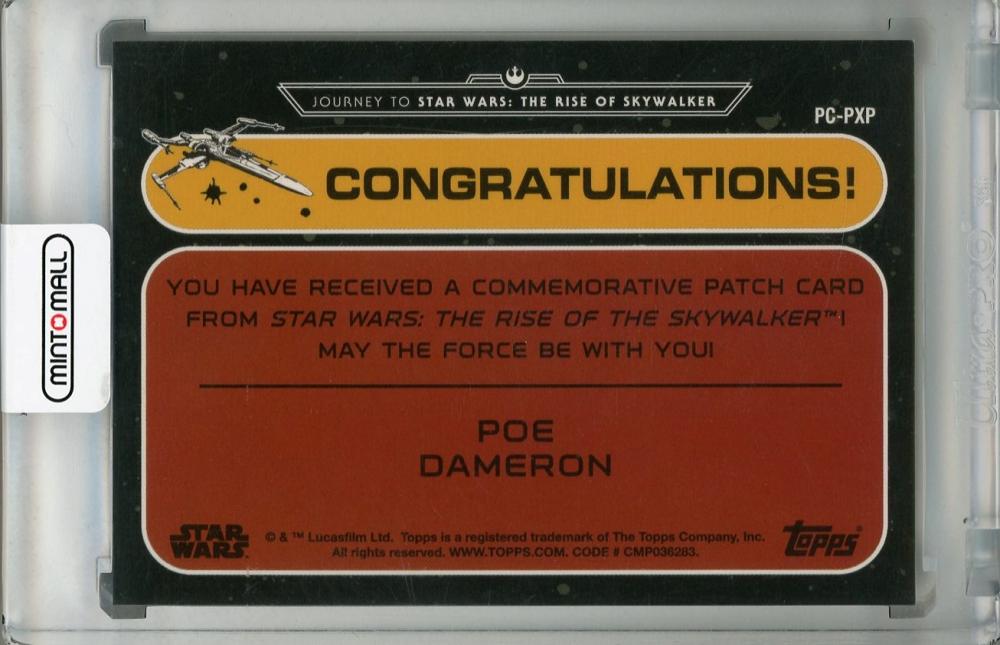 JOURNEY TO STAR WARS: THE RISE OF SKYWALKER
PC-PXP
CONGRATULATIONS!
YOU HAVE RECEIVED A COMMEMORATIVE PATCH CARD
FROM STAR WARS: THE RISE OF THE SKYWALKER™!
MAY THE FORCE BE WITH YOU!
POE
DAMERON
STAR
WARS
© & ™ Lucasfilm Ltd. Topps is a registered trademark of The Topps Company, Inc.
All rights reserved. WWW.TOPPS.COM. CODE # CMP036283.
topps®
MINTOMALL